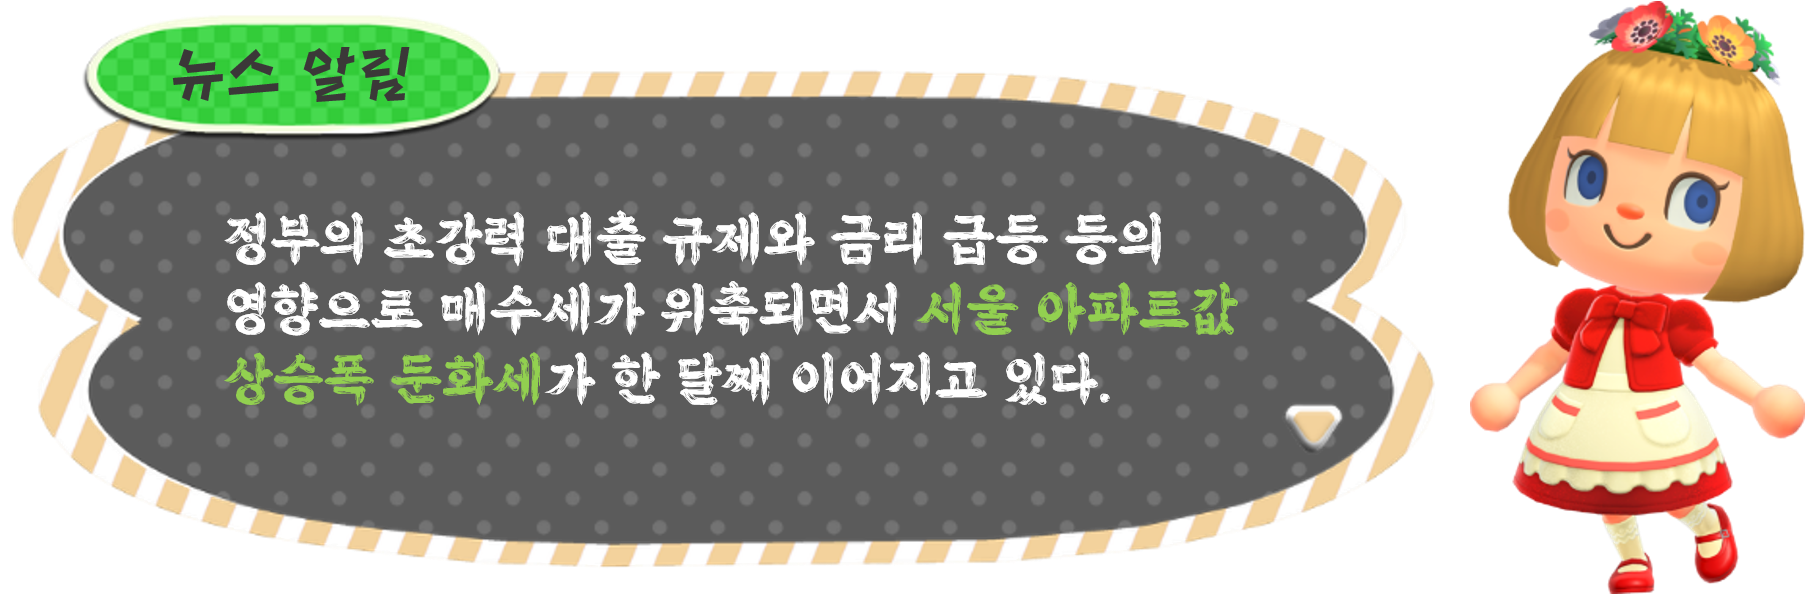 뉴스 알림
정부의 초강력 대출 규제와 금리 급등 등의
영향으로 매수세가 위축되면서 서울 아파트값
상승폭 둔화세가 한 달째 이어지고 있다.